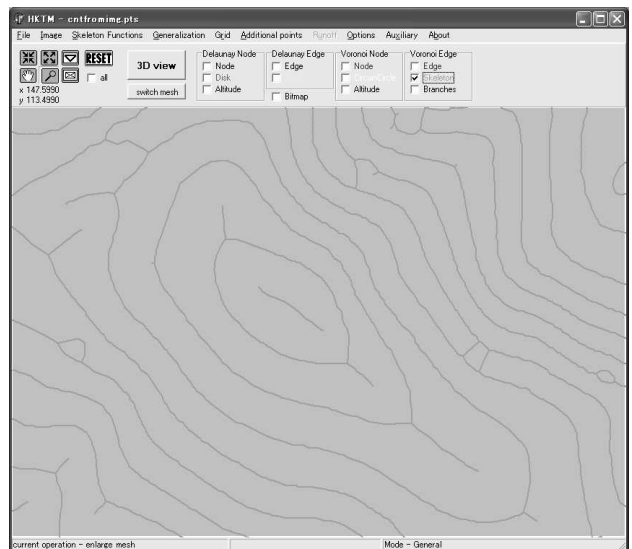 HKTM - cntfromimg.pts
File Image Skeleton Functions Generalization Grid Additional points Runoff Options Auxiliary About
RESET
all
x 147.5990
y 113.4990
3D view
switch mesh
Delaunay Node
Node
Disk
Altitude
Delaunay Edge
Edge
Bitmap
Voronoi Node
Node
CircumCircle
Altitude
Voronoi Edge
Edge
Skeleton
Branches
current operation - enlarge mesh
Mode - General